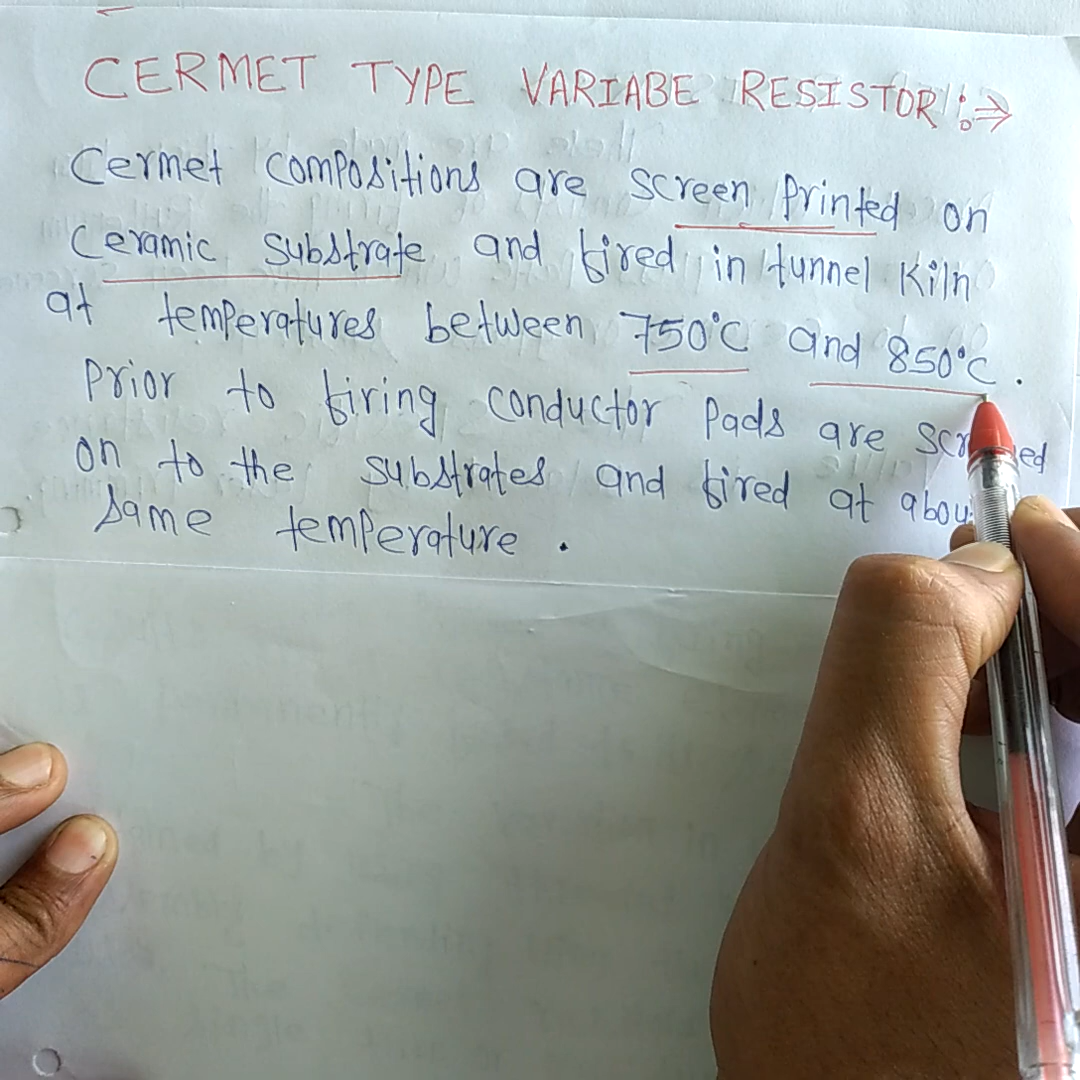 CERMET TYPE VARIABE RESISTOR :⇒
Cermet compositions are screen printed on
ceramic substrate and fired in tunnel kiln
at temperatures between 750°C and 850°C.
Prior to firing conductor pads are
on to the substrates and fired at
same temperature.